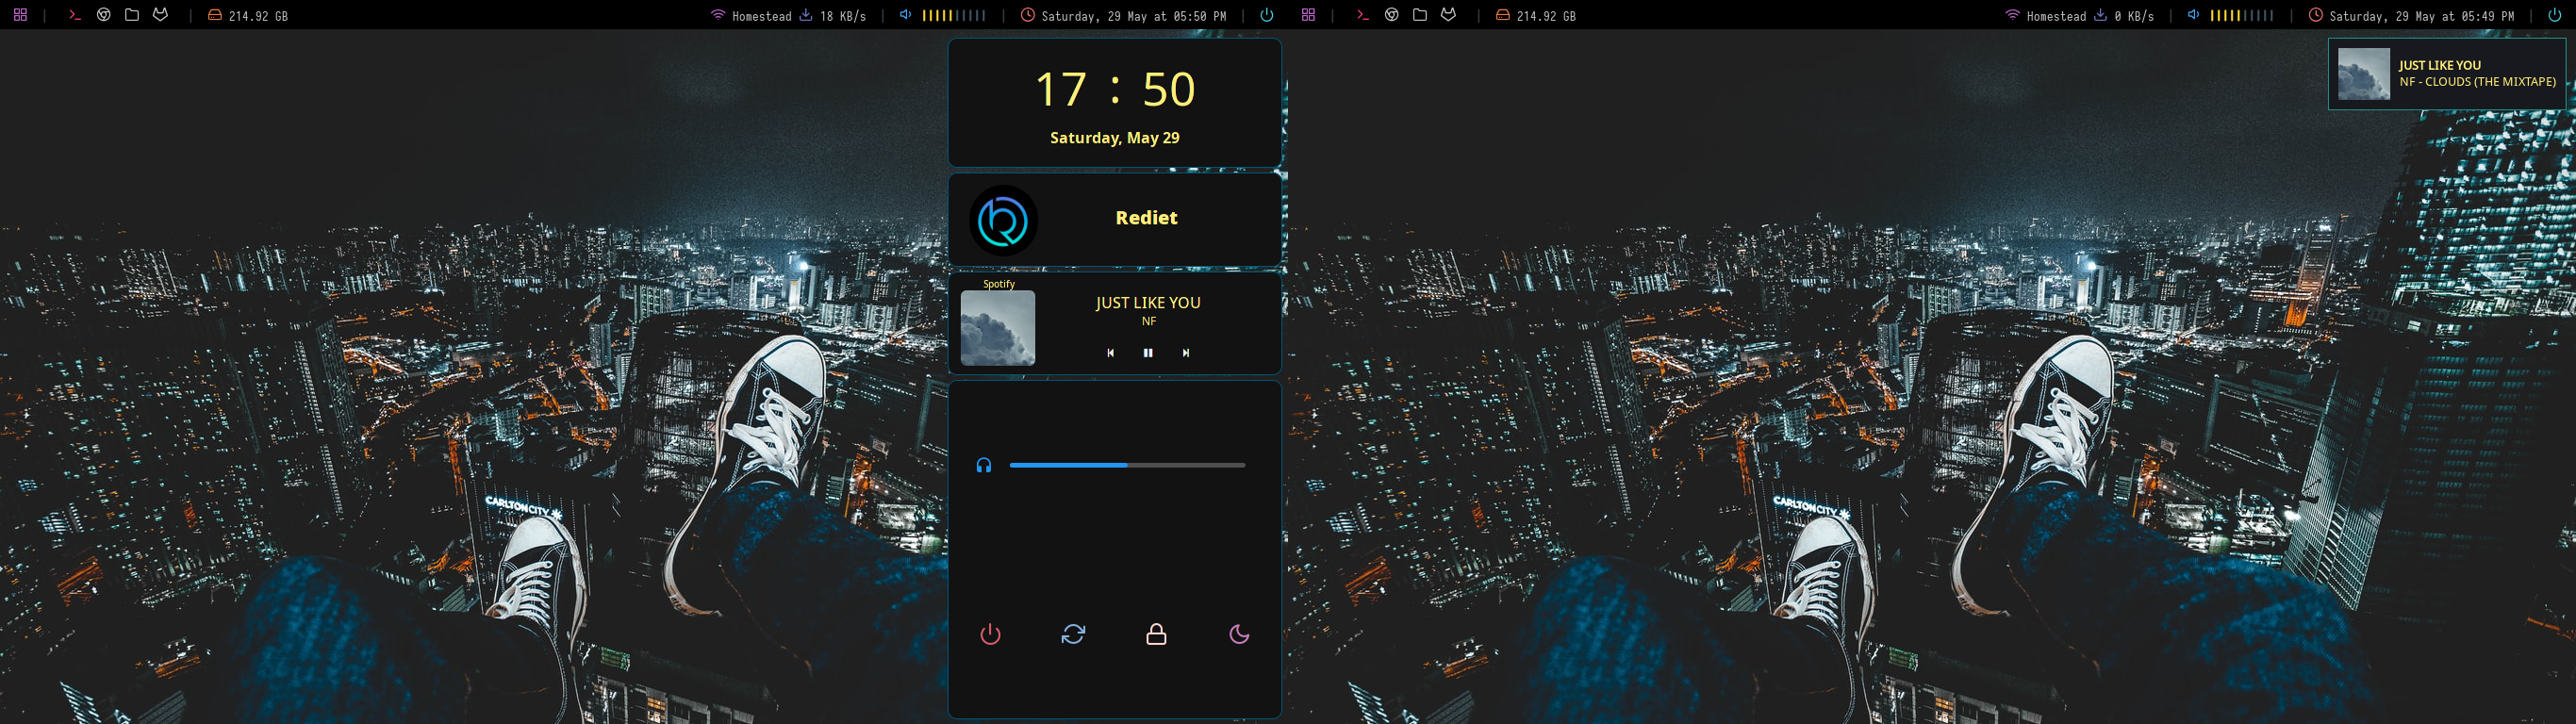 214.92 GB
Homestead 18 KB/s
Saturday, 29 May at 05:50 PM
17 : 50
Saturday, May 29
Rediet
Spotify
JUST LIKE YOU
NF
CARLTON CITY
214.92 GB
Homestead 0 KB/s
Saturday, 29 May at 05:49 PM
JUST LIKE YOU
NF - CLOUDS (THE MIXTAPE)
CARLTON CITY